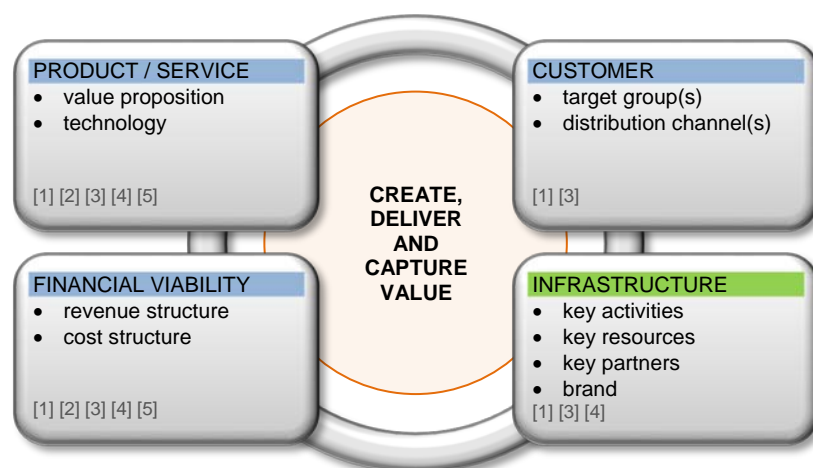 PRODUCT / SERVICE
• value proposition
• technology
[1] [2] [3] [4] [5]
CUSTOMER
• target group(s)
• distribution channel(s)
[1] [3]
CREATE,
DELIVER
AND
CAPTURE
VALUE
FINANCIAL VIABILITY
• revenue structure
• cost structure
[1] [2] [3] [4] [5]
INFRASTRUCTURE
• key activities
• key resources
• key partners
• brand
[1] [3] [4]